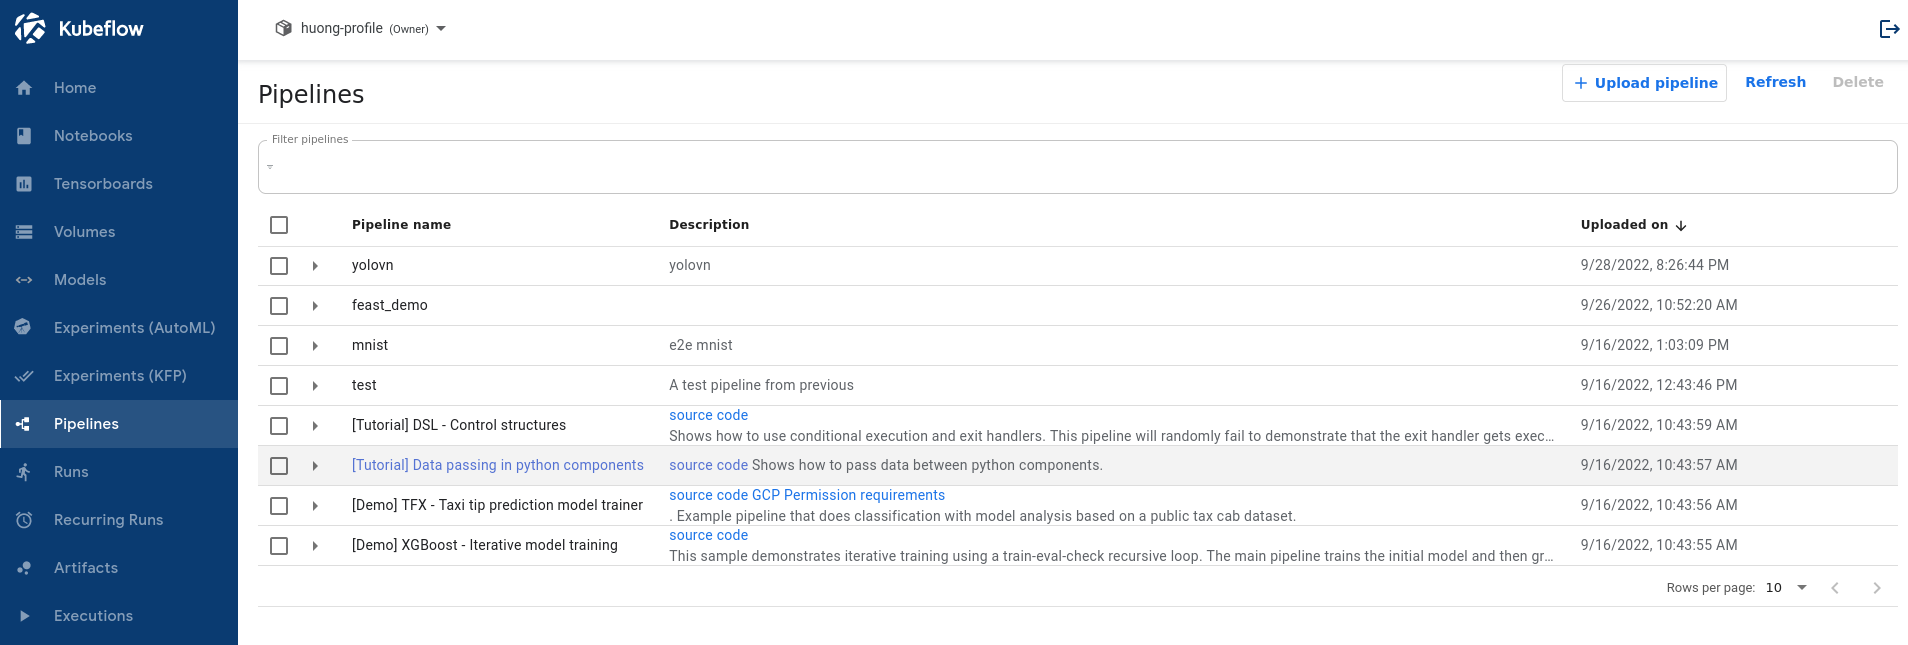 Kubeflow
huong-profile (Owner)
Home
Notebooks
Tensorboards
Volumes
Models
Experiments (AutoML)
Experiments (KFP)
Pipelines
Runs
Recurring Runs
Artifacts
Executions
Pipelines
+ Upload pipeline Refresh Delete
Filter pipelines
Pipeline name Description Uploaded on
yolovn yolovn 9/28/2022, 8:26:44 PM
feast_demo 9/26/2022, 10:52:20 AM
mnist e2e mnist 9/16/2022, 1:03:09 PM
test A test pipeline from previous 9/16/2022, 12:43:46 PM
[Tutorial] DSL - Control structures source code 9/16/2022, 10:43:59 AM
Shows how to use conditional execution and exit handlers. This pipeline will randomly fail to demonstrate that the exit handler gets exec...
[Tutorial] Data passing in python components source code Shows how to pass data between python components. 9/16/2022, 10:43:57 AM
[Demo] TFX - Taxi tip prediction model trainer source code GCP Permission requirements 9/16/2022, 10:43:56 AM
. Example pipeline that does classification with model analysis based on a public tax cab dataset.
[Demo] XGBoost - Iterative model training source code 9/16/2022, 10:43:55 AM
This sample demonstrates iterative training using a train-eval-check recursive loop. The main pipeline trains the initial model and then gr...
Rows per page: 10